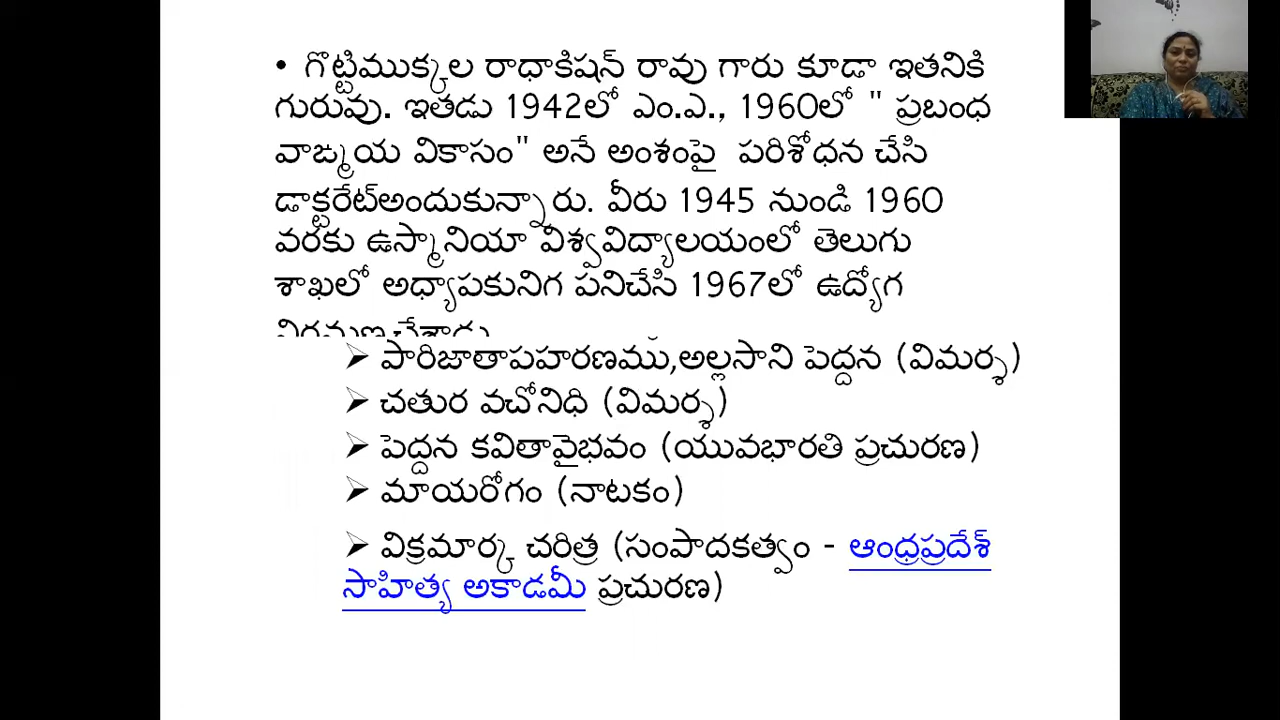 • గొట్టిముక్కల రాధాకిషన్ రావు గారు కూడా ఇతనికి
గురువు. ఇతడు 1942లో ఎం.ఎ., 1960లో " ప్రబంధ
వాఙ్మయ వికాసం" అనే అంశంపై పరిశోధన చేసి
డాక్టరేట్అందుకున్నారు. వీరు 1945 నుండి 1960
వరకు ఉస్మానియా విశ్వవిద్యాలయంలో తెలుగు
శాఖలో అధ్యాపకునిగ పనిచేసి 1967లో ఉద్యోగ
➢ పారిజాతాపహరణము,అల్లసాని పెద్దన (విమర్శ)
➢ చతుర వచోనిధి (విమర్శ)
➢ పెద్దన కవితావైభవం (యువభారతి ప్రచురణ)
➢ మాయరోగం (నాటకం)
➢ విక్రమార్క చరిత్ర (సంపాదకత్వం - ఆంధ్రప్రదేశ్
సాహిత్య అకాడమీ ప్రచురణ)